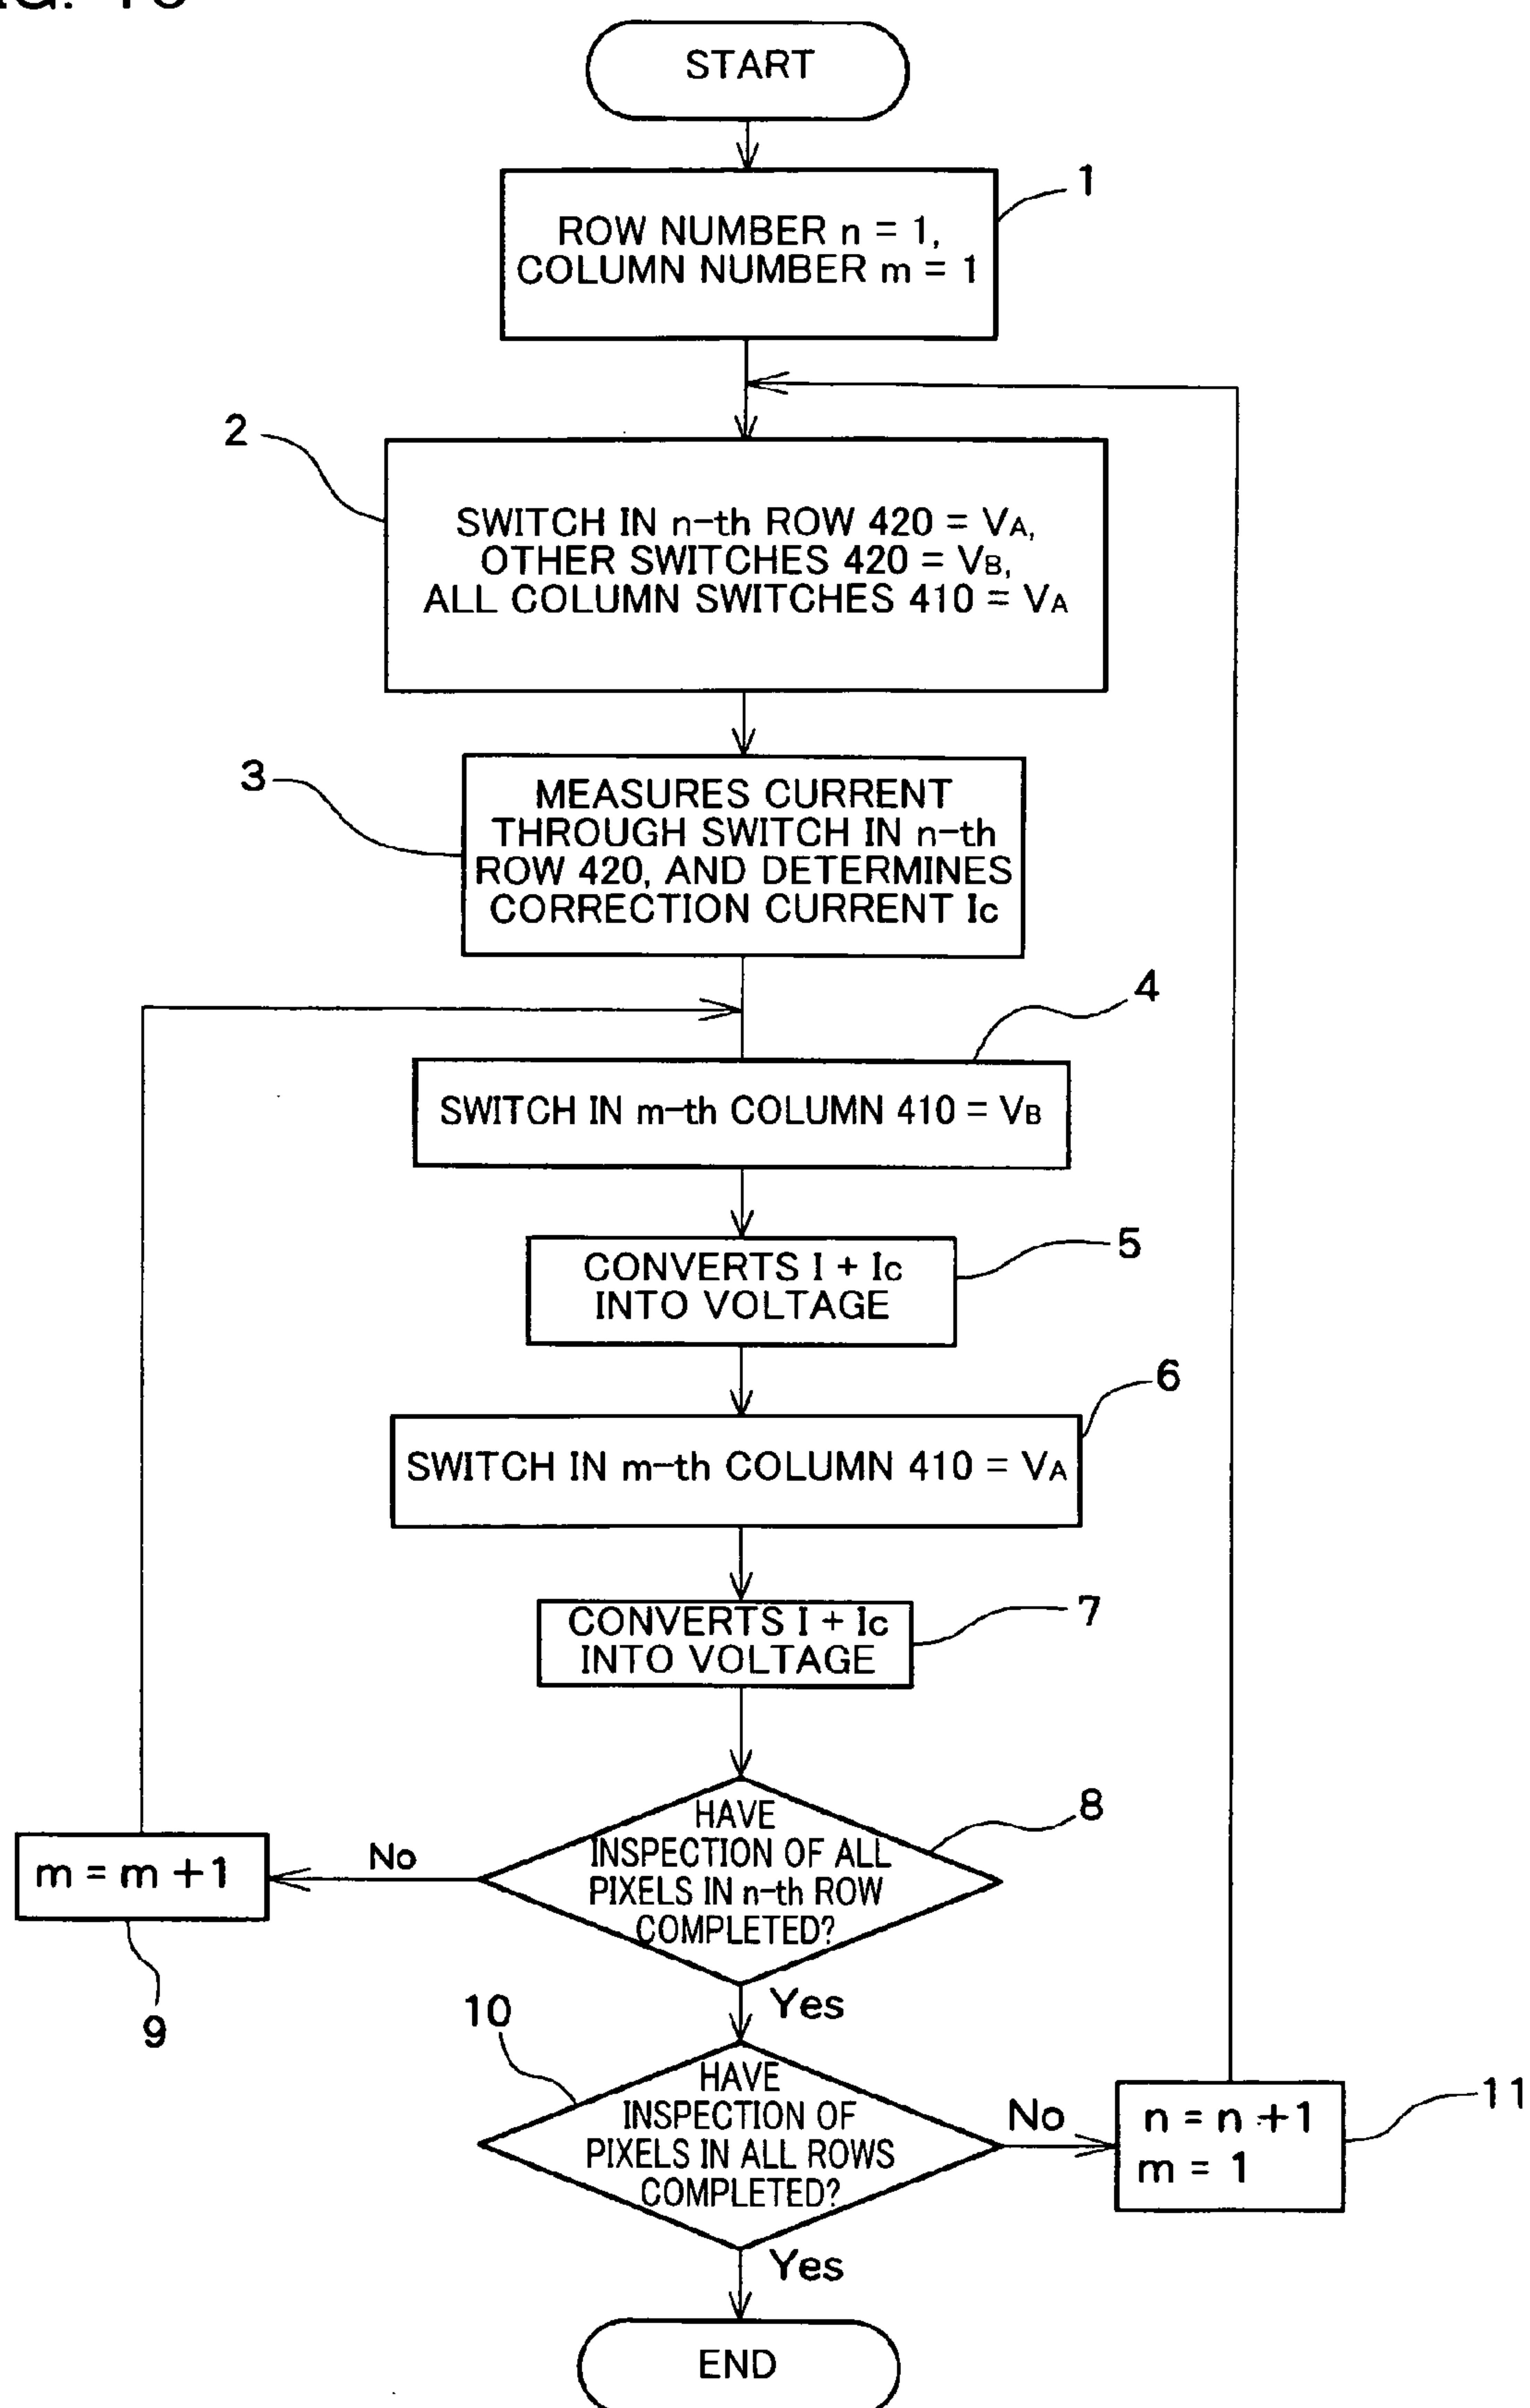 START
1
ROW NUMBER n = 1,
COLUMN NUMBER m = 1
2
SWITCH IN n-th ROW 420 = VA,
OTHER SWITCHES 420 = VB,
ALL COLUMN SWITCHES 410 = VA
3
MEASURES CURRENT
THROUGH SWITCH IN n-th
ROW 420, AND DETERMINES
CORRECTION CURRENT Ic
4
SWITCH IN m-th COLUMN 410 = VB
5
CONVERTS I + Ic
INTO VOLTAGE
6
SWITCH IN m-th COLUMN 410 = VA
7
CONVERTS I + Ic
INTO VOLTAGE
8
HAVE
INSPECTION OF ALL
PIXELS IN n-th ROW
COMPLETED?
No
m = m +1
9
Yes
10
HAVE
INSPECTION OF
PIXELS IN ALL ROWS
COMPLETED?
No
n = n +1
m = 1
11
Yes
END